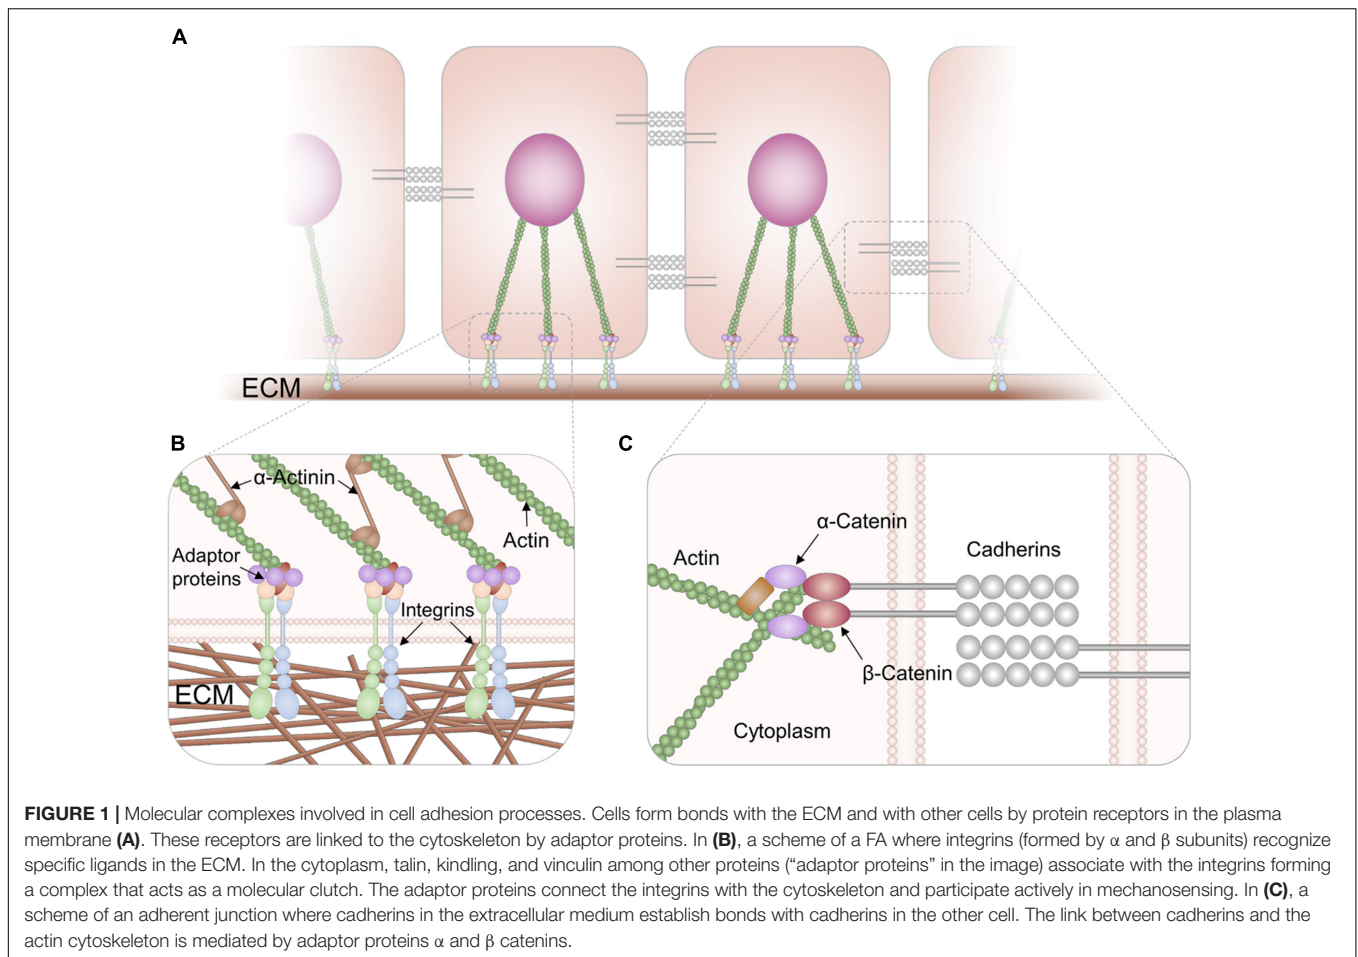 A
ECM
B
α-Actinin
Actin
Adaptor
proteins
Integrins
ECM
C
α-Catenin
Actin
Cadherins
β-Catenin
Cytoplasm
FIGURE 1 | Molecular complexes involved in cell adhesion processes. Cells form bonds with the ECM and with other cells by protein receptors in the plasma
membrane (A). These receptors are linked to the cytoskeleton by adaptor proteins. In (B), a scheme of a FA where integrins (formed by α and β subunits) recognize
specific ligands in the ECM. In the cytoplasm, talin, kindling, and vinculin among other proteins (“adaptor proteins” in the image) associate with the integrins forming
a complex that acts as a molecular clutch. The adaptor proteins connect the integrins with the cytoskeleton and participate actively in mechanosensing. In (C), a
scheme of an adherent junction where cadherins in the extracellular medium establish bonds with cadherins in the other cell. The link between cadherins and the
actin cytoskeleton is mediated by adaptor proteins α and β catenins.